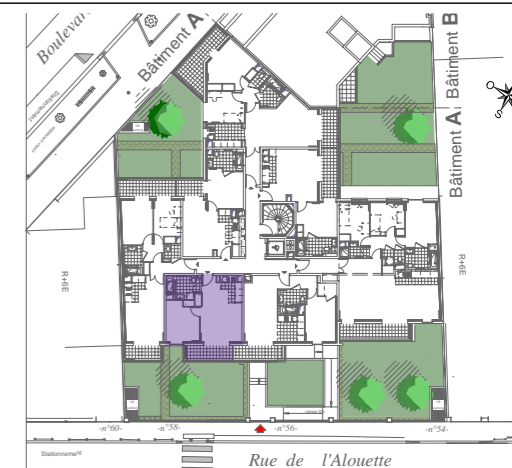 Boulevard
Bâtiment A
Bâtiment A
Bâtiment B
S
R+6E
R+6E
-n°60-
-n°58-
-n°56-
-n°54-
Stationnement
Rue de l'Alouette